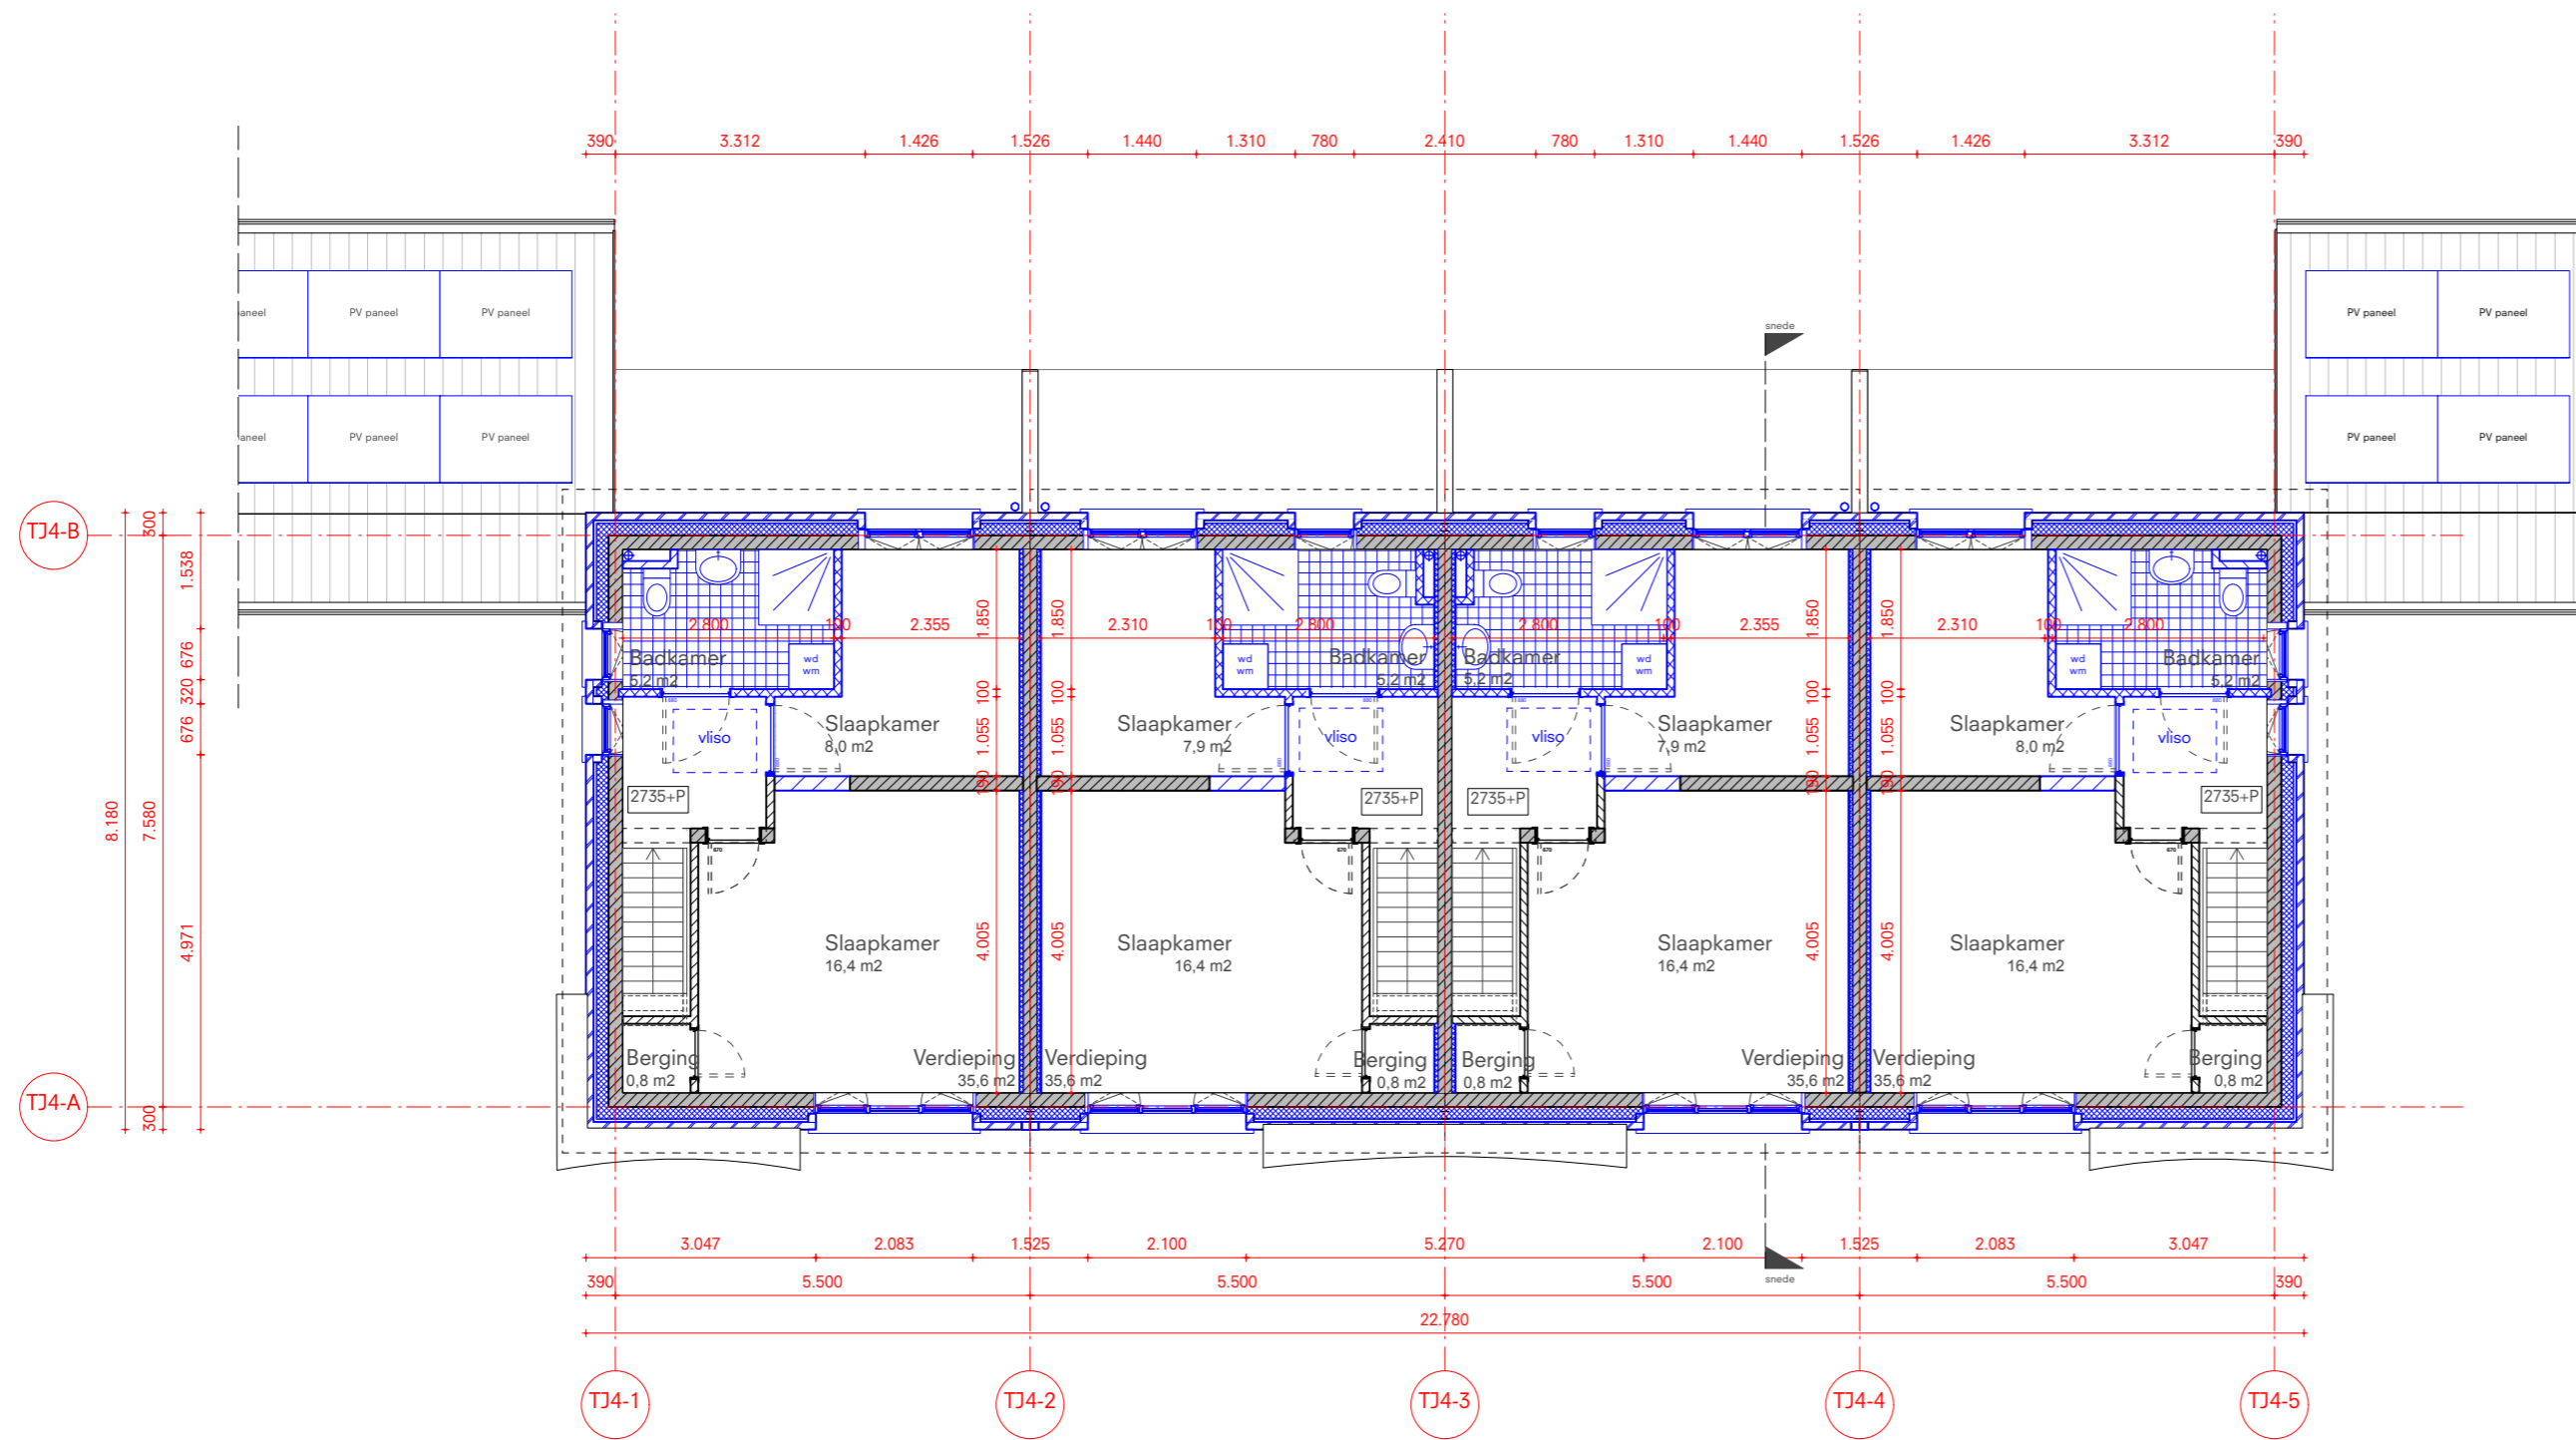 390 3.312 1.426 1.526 1.440 1.310 780 2.410 780 1.310 1.440 1.526 1.426 3.312 390
snede
aneel PV paneel PV paneel PV paneel PV paneel
aneel PV paneel PV paneel PV paneel PV paneel
TJ4-B
300 1.538 676 320 676 4.971
300 7.580 300
8.180
2.800 100 2.355 2.310 100 2.800 2.800 100 2.355 2.310 100 2.800
1.850 1.850 1.850 1.850
wd wd wd wd
wm wm wm wm
Badkamer Badkamer Badkamer Badkamer
5,2 m2 5,2 m2 5,2 m2 5,2 m2
100 100 100 100
Slaapkamer Slaapkamer Slaapkamer Slaapkamer
8,0 m2 7,9 m2 7,9 m2 8,0 m2
vliso vliso vliso vliso
1.055 1.055 1.055 1.055
190 190 190 190
2735+P 2735+P 2735+P 2735+P
670 670 670 670
Slaapkamer Slaapkamer Slaapkamer Slaapkamer
16,4 m2 16,4 m2 16,4 m2 16,4 m2
4.005 4.005 4.005 4.005
Berging Verdieping Verdieping Berging Berging Verdieping Verdieping Berging
0,8 m2 35,6 m2 35,6 m2 0,8 m2 0,8 m2 35,6 m2 35,6 m2 0,8 m2
TJ4-A
3.047 2.083 1.525 2.100 5.270 2.100 1.525 2.083 3.047
snede
390 5.500 5.500 5.500 5.500 390
22.780
TJ4-1 TJ4-2 TJ4-3 TJ4-4 TJ4-5